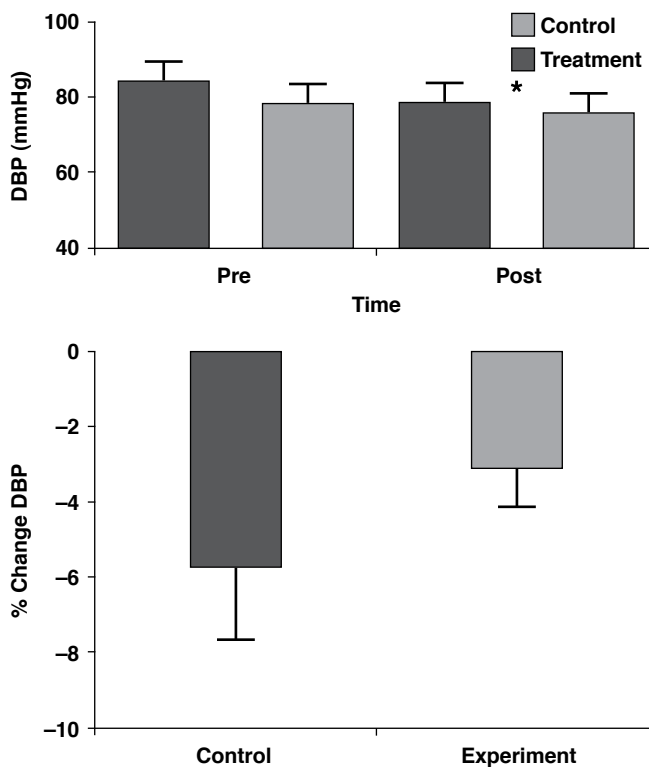 100
80
60
40
DBP (mmHg)
Control
Treatment
*
Pre
Post
Time
0
–2
–4
–6
–8
–10
% Change DBP
Control
Experiment